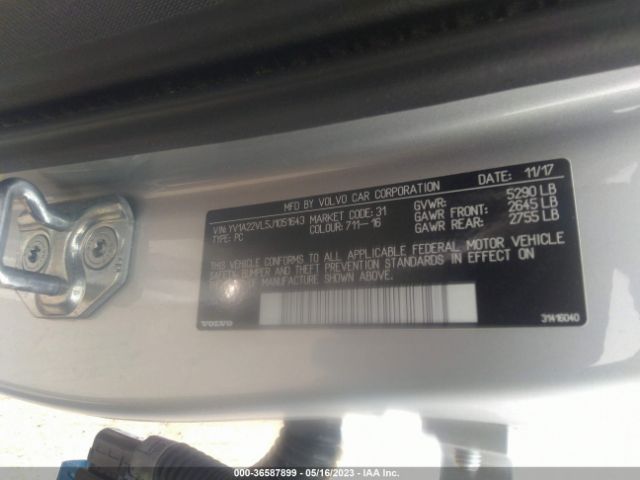 MFD BY VOLVO CAR CORPORATION DATE: 11/17
VIN: YV1A22VL5J1051643 MARKET CODE: 31 GVWR: 5290 LB
TYPE: PC COLOUR: 711-16 GAWR FRONT: 2645 LB
GAWR REAR: 2755 LB
THIS VEHICLE CONFORMS TO ALL APPLICABLE FEDERAL MOTOR VEHICLE
SAFETY, BUMPER AND THEFT PREVENTION STANDARDS IN EFFECT ON
DATE OF MANUFACTURE SHOWN ABOVE.
VOLVO 31416040
000-36587899 - 05/16/2023 - IAA Inc.